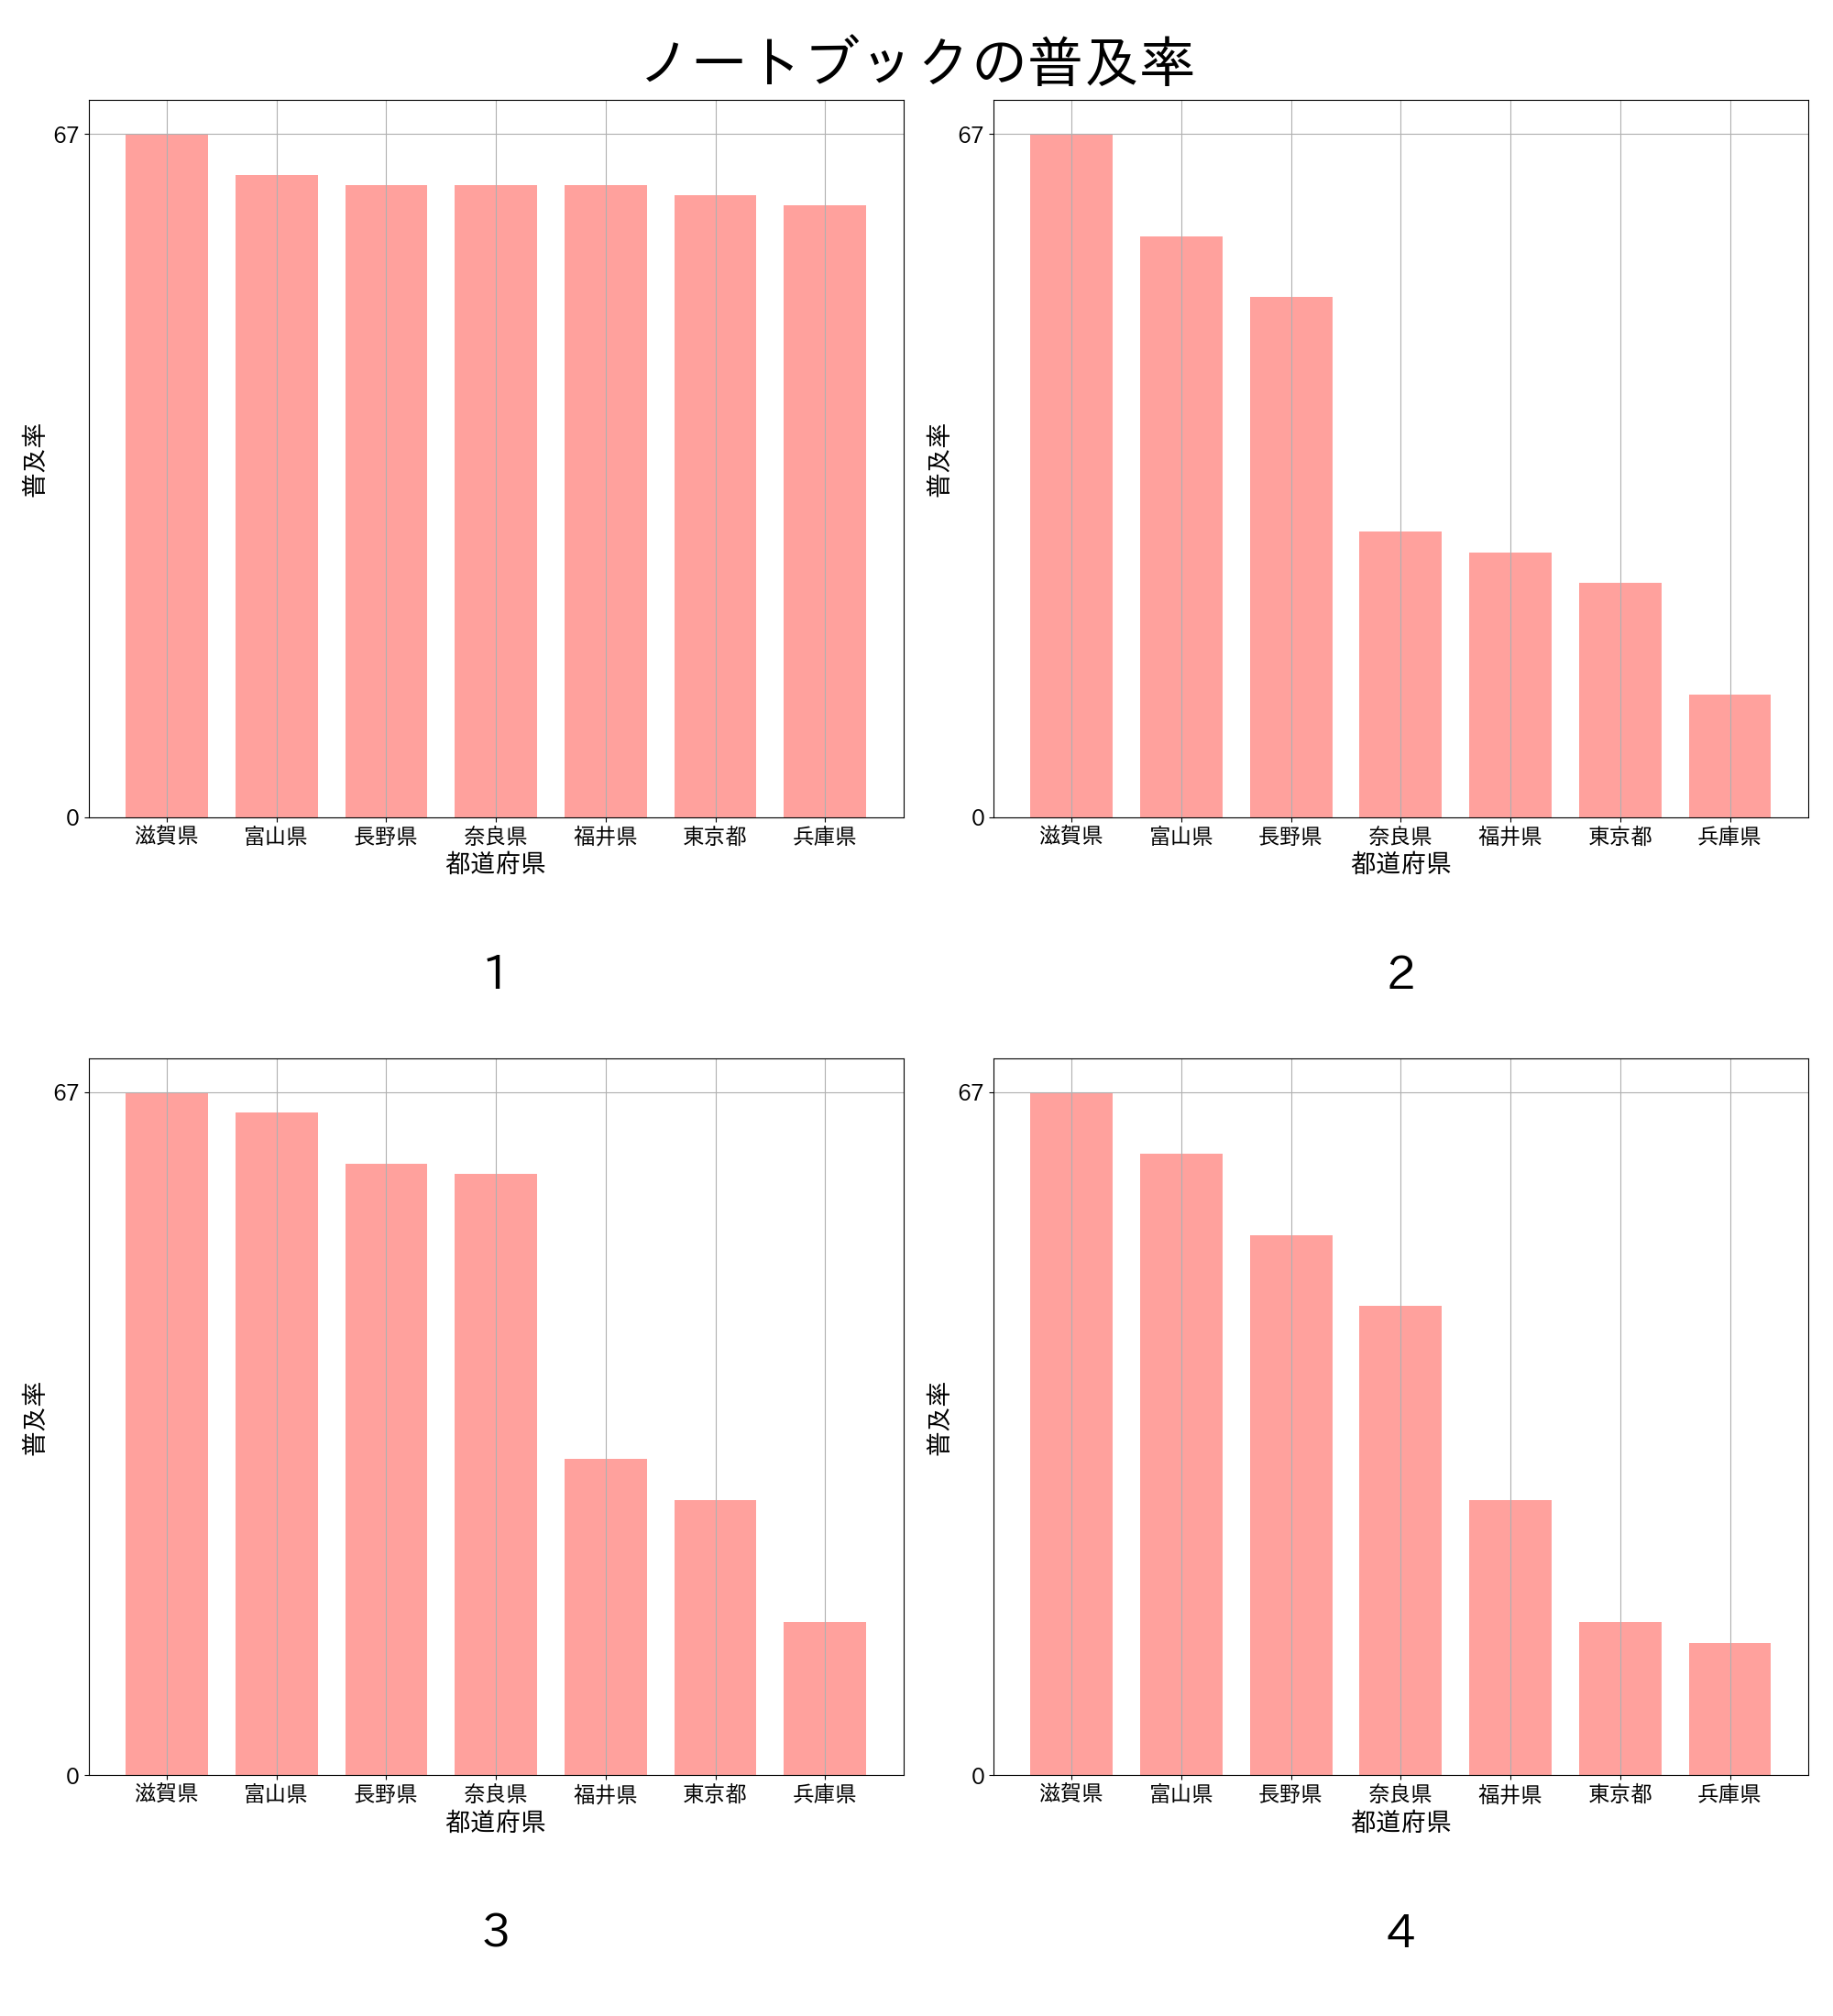 ノートブックの普及率
67
0
普及率
滋賀県 富山県 長野県 奈良県 福井県 東京都 兵庫県
都道府県
1
67
0
普及率
滋賀県 富山県 長野県 奈良県 福井県 東京都 兵庫県
都道府県
2
67
0
普及率
滋賀県 富山県 長野県 奈良県 福井県 東京都 兵庫県
都道府県
3
67
0
普及率
滋賀県 富山県 長野県 奈良県 福井県 東京都 兵庫県
都道府県
4